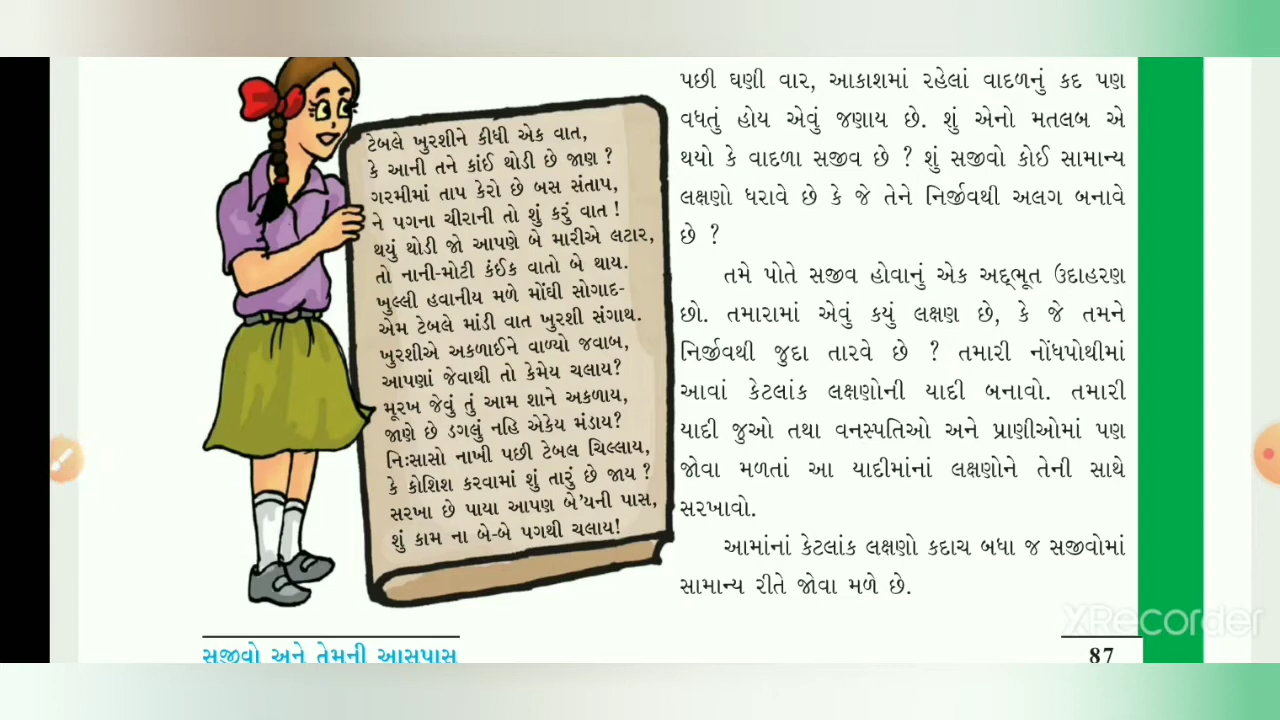 ટેબલે ખુરશીને કીધી એક વાત,
કે આની તને કાંઈ થોડી છે જાણ ?
ગરમીમાં તાપ કેરો છે બસ સંતાપ,
ને પગના ચીરાની તો શું કરું વાત !
થયું થોડી જો આપણે બે મારીએ લટાર,
તો નાની-મોટી કંઈક વાતો બે થાય.
ખુલ્લી હવાનીય મળે મોંઘી સોગાદ-
એમ ટેબલે માંડી વાત ખુરશી સંગાથ.
ખુરશીએ અકળાઈને વાળ્યો જવાબ,
આપણાં જેવાથી તો કેમેય ચલાય?
મૂરખ જેવું તું આમ શાને અકળાય,
જાણે છે ડગલું નહિ એકેય મંડાય?
નિઃસાસો નાખી પછી ટેબલ ચિલ્લાય,
કે કોશિશ કરવામાં શું તારું છે જાય ?
સરખા છે પાયા આપણ બે'યની પાસ,
શું કામ ના બે-બે પગથી ચલાય!
પછી ઘણી વાર, આકાશમાં રહેલાં વાદળનું કદ પણ
વધતું હોય એવું જણાય છે. શું એનો મતલબ એ
થયો કે વાદળા સજીવ છે ? શું સજીવો કોઈ સામાન્ય
લક્ષણો ધરાવે છે કે જે તેને નિર્જીવથી અલગ બનાવે
છે ?
તમે પોતે સજીવ હોવાનું એક અદ્ભૂત ઉદાહરણ
છો. તમારામાં એવું કયું લક્ષણ છે, કે જે તમને
નિર્જીવથી જુદા તારવે છે ? તમારી નોંધપોથીમાં
આવાં કેટલાંક લક્ષણોની યાદી બનાવો. તમારી
યાદી જુઓ તથા વનસ્પતિઓ અને પ્રાણીઓમાં પણ
જોવા મળતાં આ યાદીમાંનાં લક્ષણોને તેની સાથે
સરખાવો.
આમાંનાં કેટલાંક લક્ષણો કદાચ બધા જ સજીવોમાં
સામાન્ય રીતે જોવા મળે છે.
XRecorder
સજીવો અને તેમની આસપાસ
87